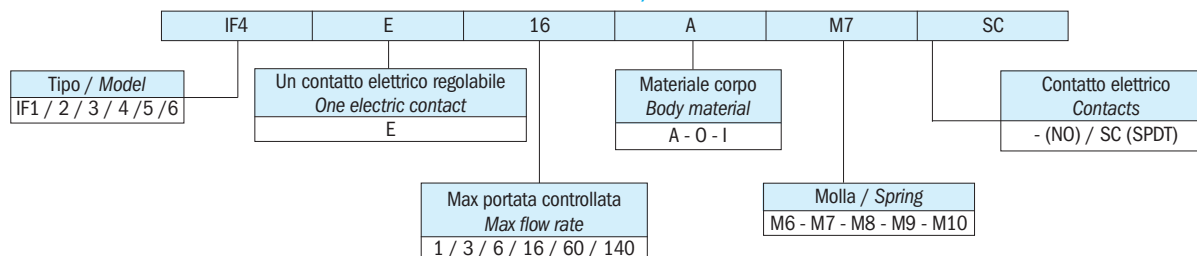 IF4 E 16 A M7 SC
Tipo / Model
IF1 / 2 / 3 / 4 /5 /6
Un contatto elettrico regolabile
One electric contact
E
Materiale corpo
Body material
A - O - I
Contatto elettrico
Contacts
- (NO) / SC (SPDT)
Max portata controllata
Max flow rate
1 / 3 / 6 / 16 / 60 / 140
Molla / Spring
M6 - M7 - M8 - M9 - M10